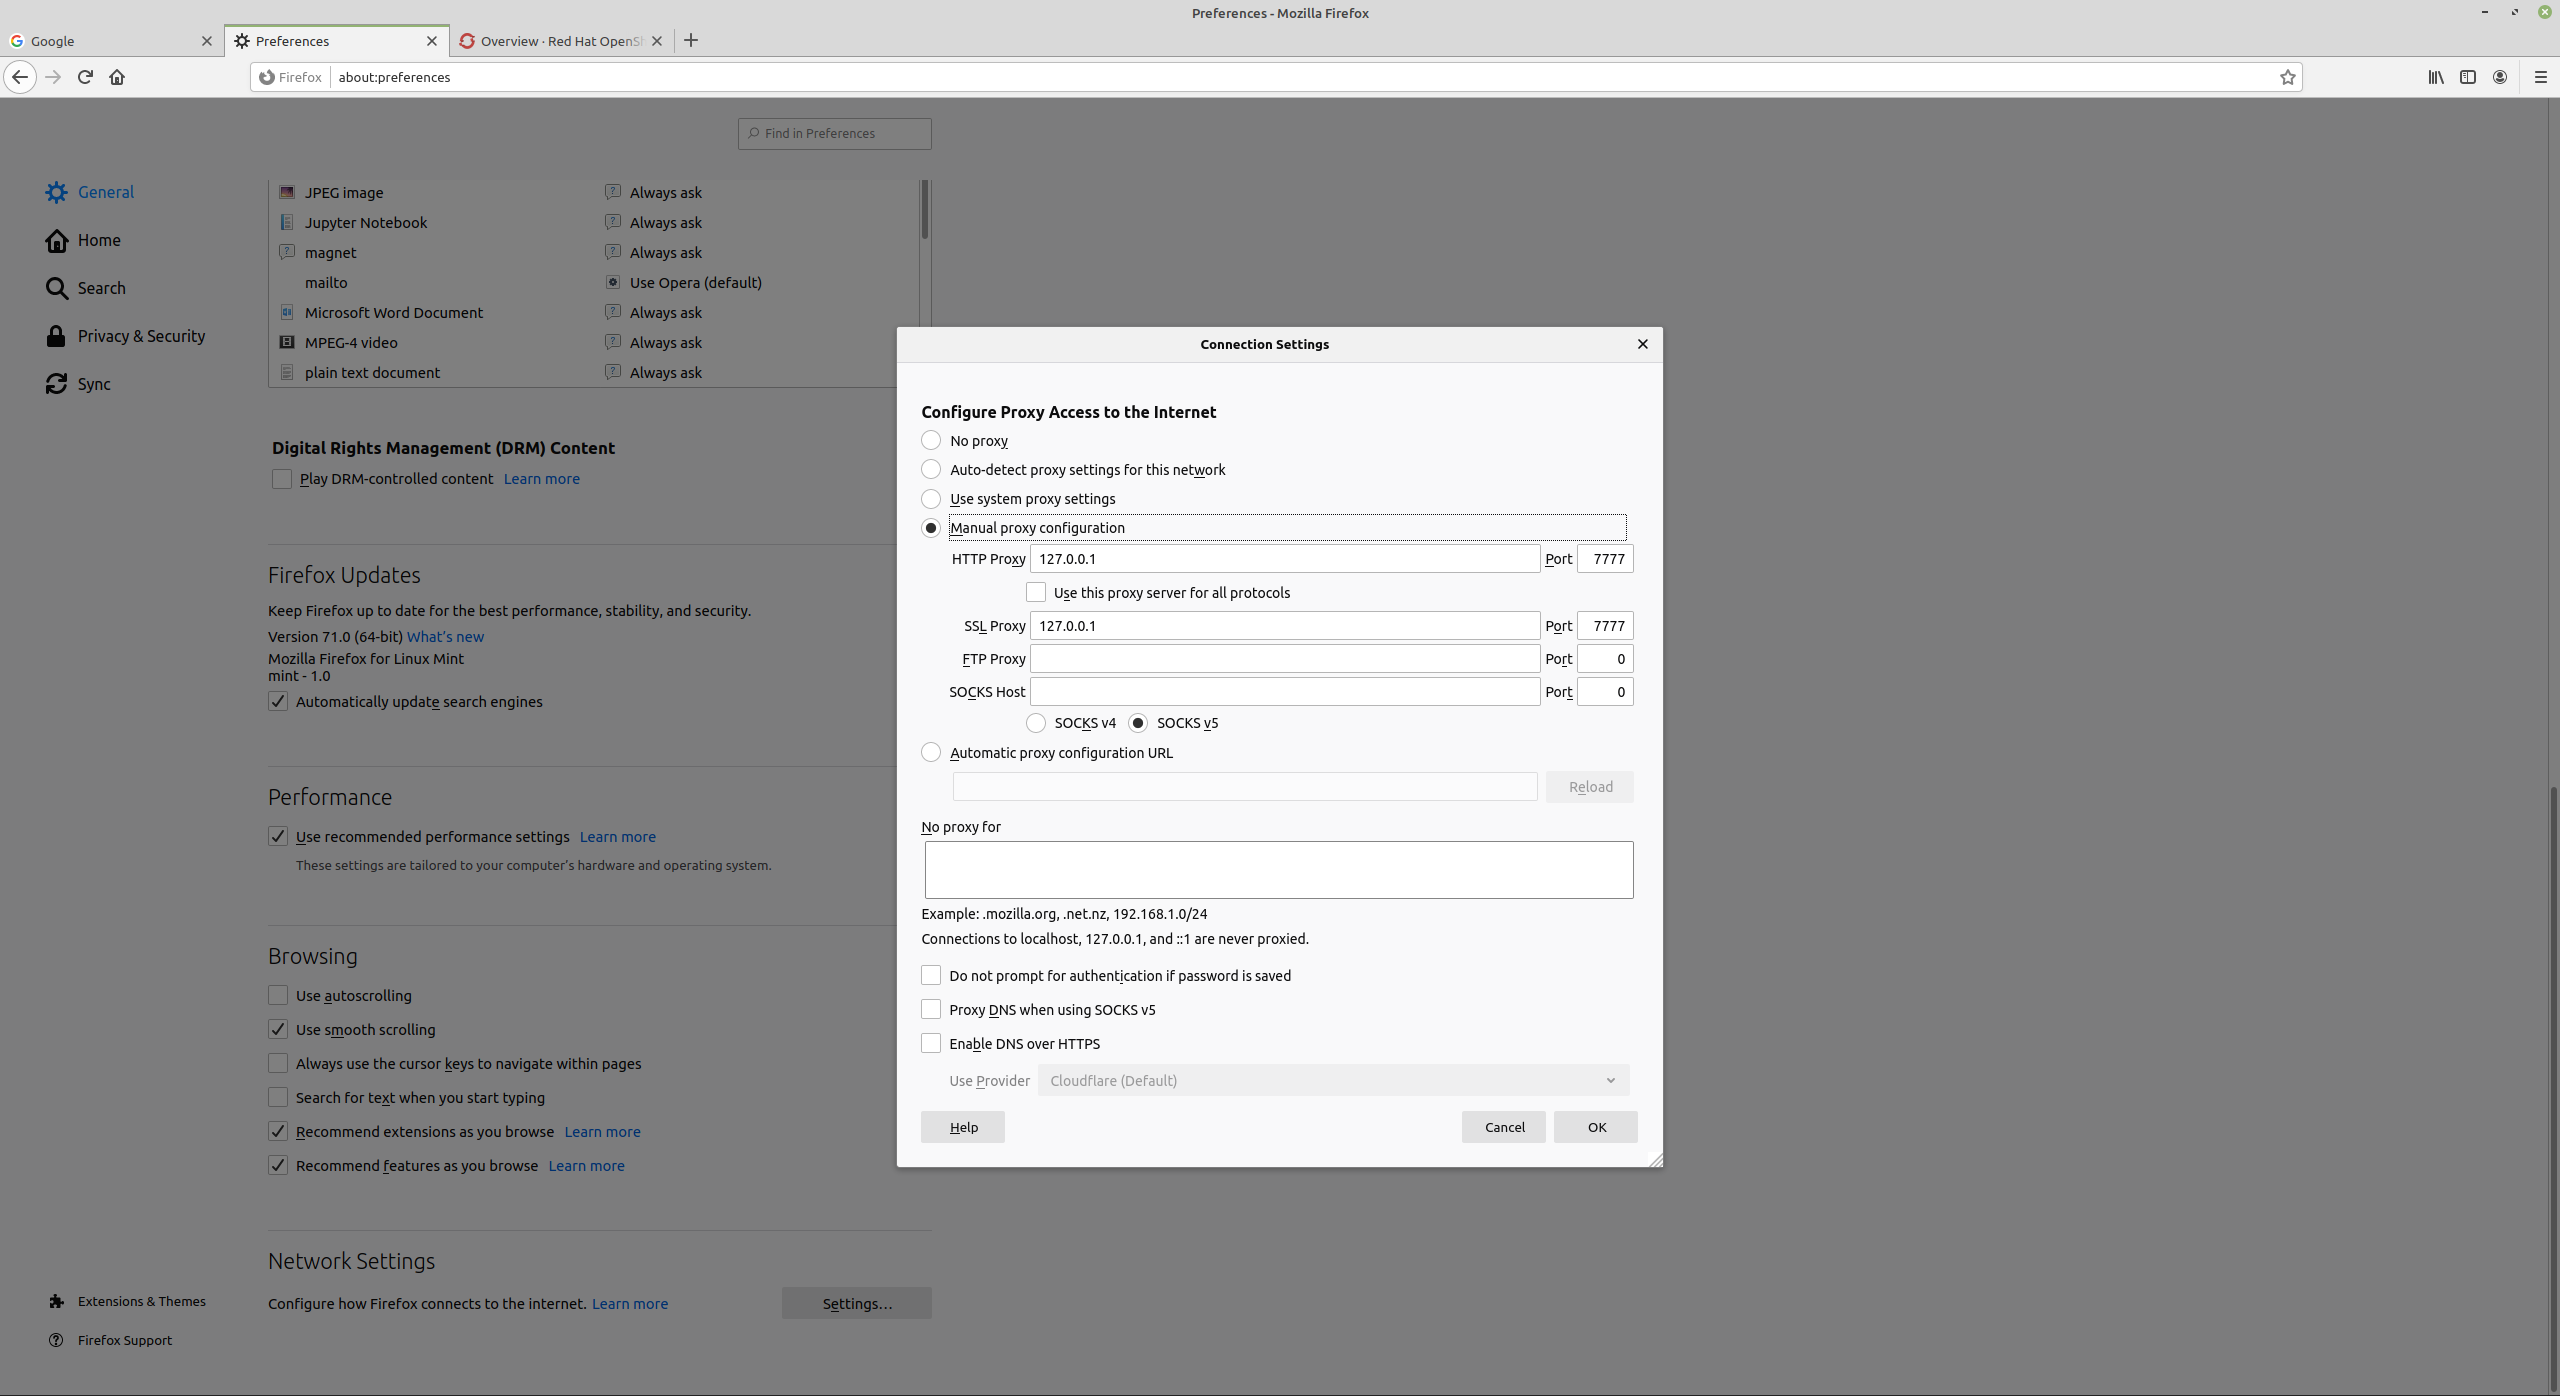 Preferences - Mozilla Firefox
Google
Preferences
Overview · Red Hat OpenSh
Firefox
about:preferences
Find in Preferences
General
Home
Search
Privacy & Security
Sync
JPEG image Always ask
Jupyter Notebook Always ask
magnet Always ask
mailto Use Opera (default)
Microsoft Word Document Always ask
MPEG-4 video Always ask
plain text document Always ask
Digital Rights Management (DRM) Content
Play DRM-controlled content Learn more
Firefox Updates
Keep Firefox up to date for the best performance, stability, and security.
Version 71.0 (64-bit) What's new
Mozilla Firefox for Linux Mint
mint - 1.0
Automatically update search engines
Performance
Use recommended performance settings Learn more
These settings are tailored to your computer's hardware and operating system.
Browsing
Use autoscrolling
Use smooth scrolling
Always use the cursor keys to navigate within pages
Search for text when you start typing
Recommend extensions as you browse Learn more
Recommend features as you browse Learn more
Network Settings
Configure how Firefox connects to the internet. Learn more
Settings...
Extensions & Themes
Firefox Support
Connection Settings
Configure Proxy Access to the Internet
No proxy
Auto-detect proxy settings for this network
Use system proxy settings
Manual proxy configuration
HTTP Proxy 127.0.0.1 Port 7777
Use this proxy server for all protocols
SSL Proxy 127.0.0.1 Port 7777
FTP Proxy Port 0
SOCKS Host Port 0
SOCKS v4 SOCKS v5
Automatic proxy configuration URL
Reload
No proxy for
Example: .mozilla.org, .net.nz, 192.168.1.0/24
Connections to localhost, 127.0.0.1, and ::1 are never proxied.
Do not prompt for authentication if password is saved
Proxy DNS when using SOCKS v5
Enable DNS over HTTPS
Use Provider Cloudflare (Default)
Help Cancel OK